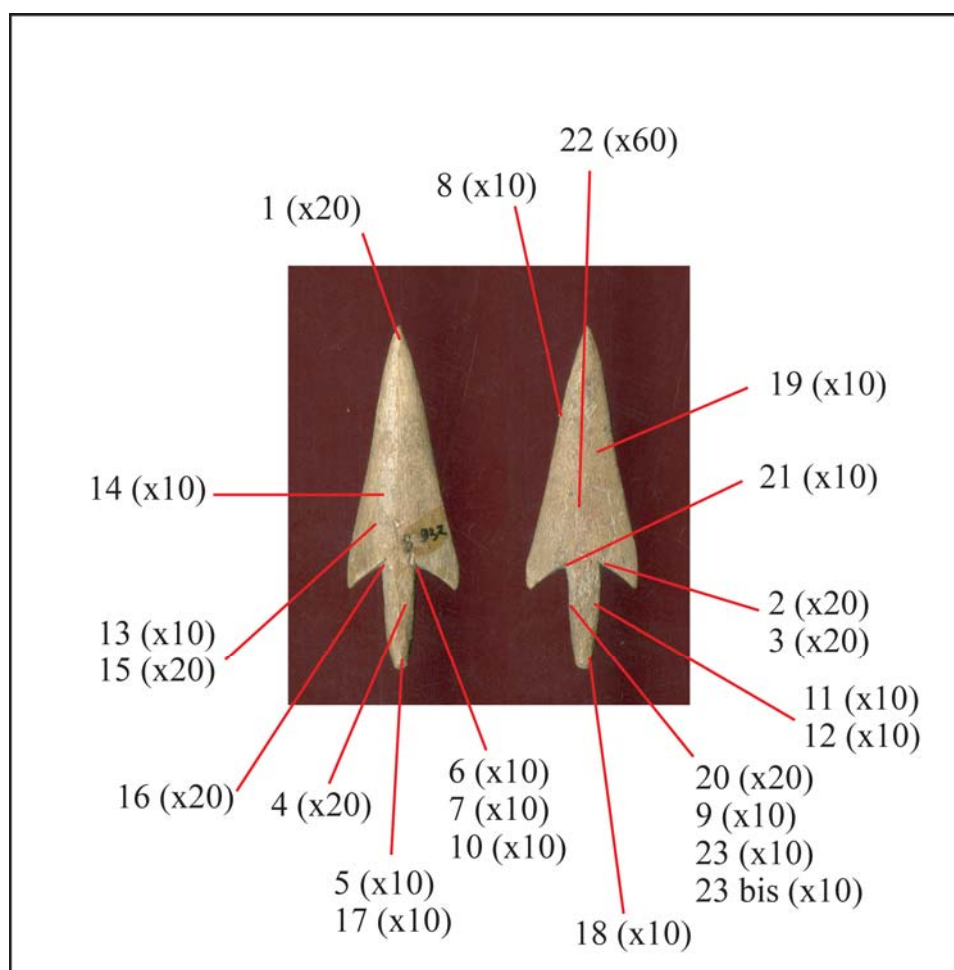 22 (x60)
8 (x10)
1 (x20)
19 (x10)
21 (x10)
14 (x10)
8 932
2 (x20)
3 (x20)
13 (x10)
15 (x20)
11 (x10)
12 (x10)
16 (x20)
4 (x20)
6 (x10)
7 (x10)
10 (x10)
20 (x20)
9 (x10)
23 (x10)
23 bis (x10)
5 (x10)
17 (x10)
18 (x10)